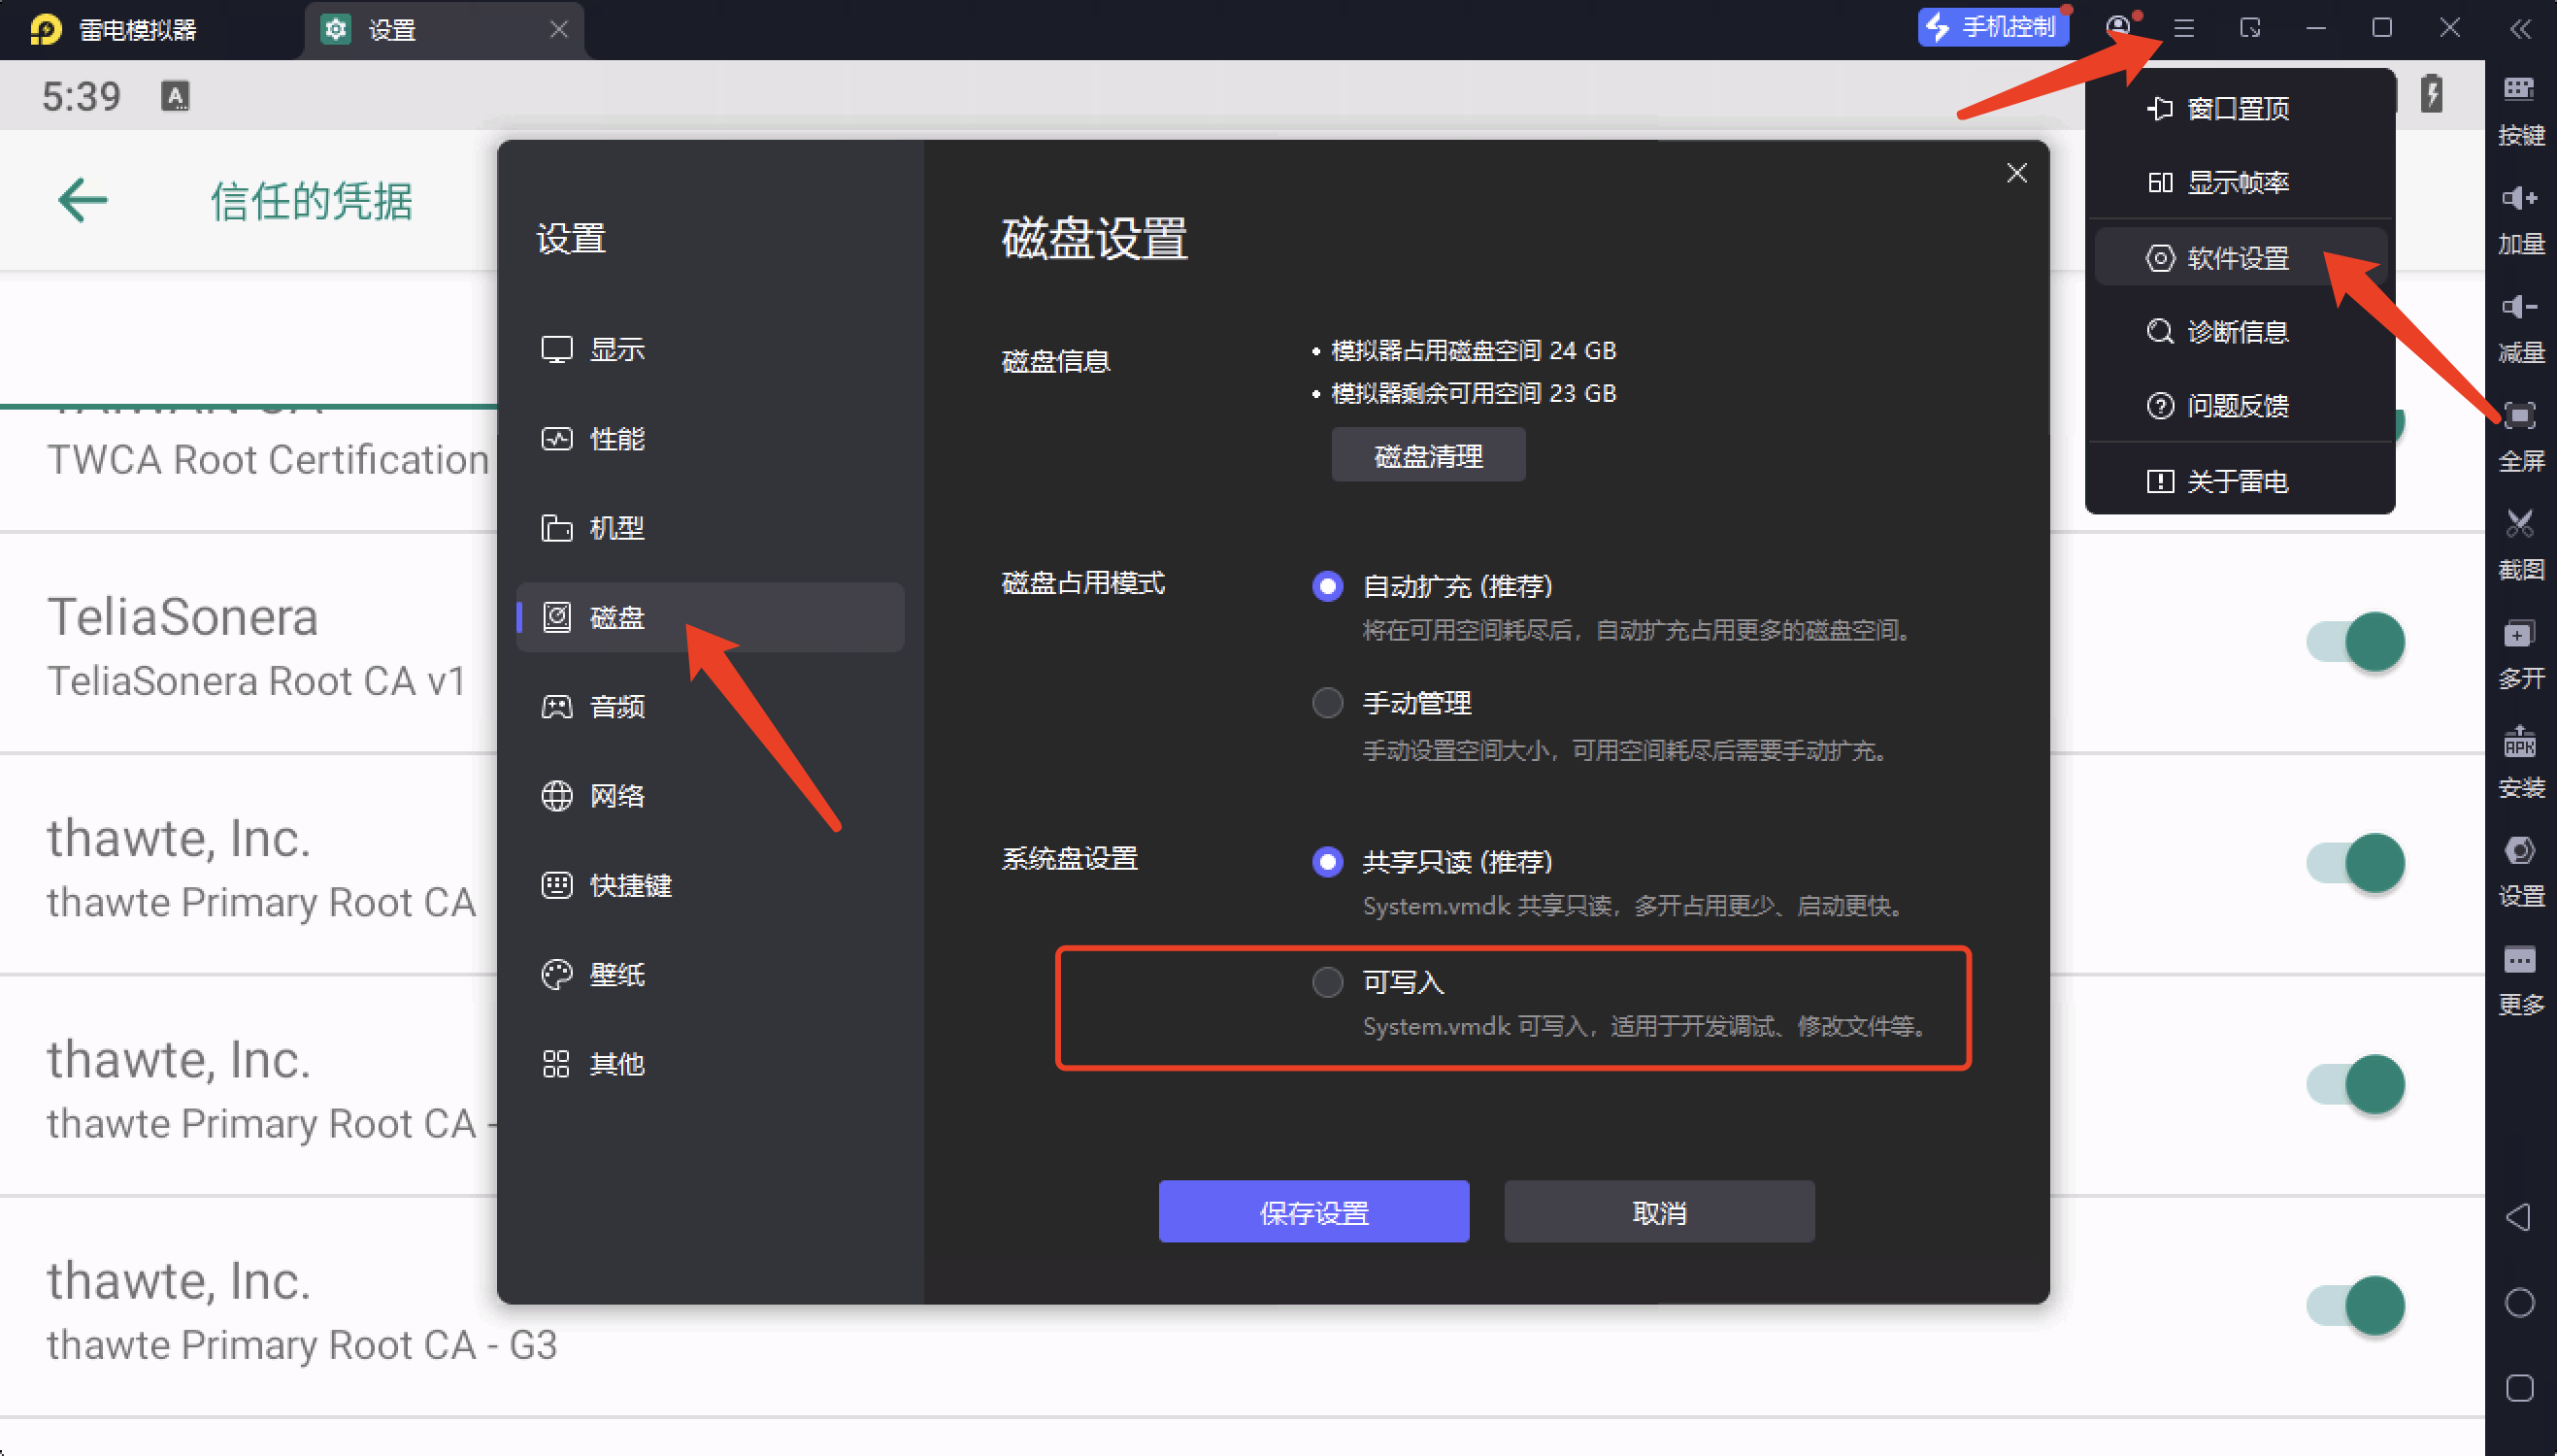 雷电模拟器
设置
手机控制
5:39
A
信任的凭据
TAIWAN-CA
TWCA Root Certification
TeliaSonera
TeliaSonera Root CA v1
thawte, Inc.
thawte Primary Root CA
thawte, Inc.
thawte Primary Root CA -
thawte, Inc.
thawte Primary Root CA - G3
设置
显示
性能
机型
磁盘
音频
网络
快捷键
壁纸
其他
磁盘设置
磁盘信息
• 模拟器占用磁盘空间 24 GB
• 模拟器剩余可用空间 23 GB
磁盘清理
磁盘占用模式
自动扩充 (推荐)
将在可用空间耗尽后，自动扩充占用更多的磁盘空间。
手动管理
手动设置空间大小，可用空间耗尽后需要手动扩充。
系统盘设置
共享只读 (推荐)
System.vmdk 共享只读，多开占用更少、启动更快。
可写入
System.vmdk 可写入，适用于开发调试、修改文件等。
保存设置
取消
窗口置顶
60 显示帧率
软件设置
诊断信息
问题反馈
关于雷电
按键
加量
减量
全屏
截图
多开
APK
安装
设置
更多